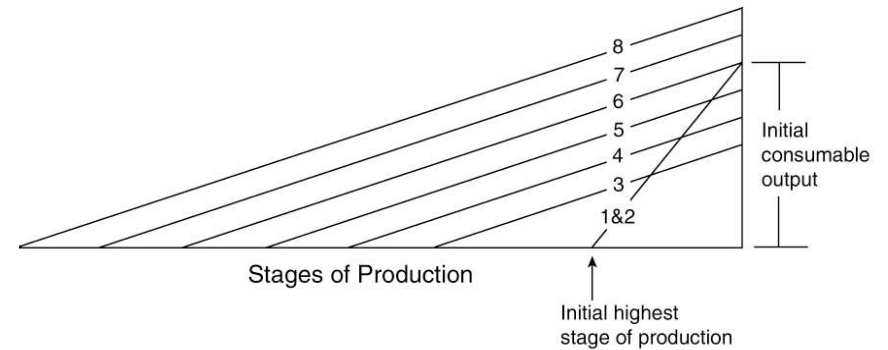 8
7
6
5
4
3
1&2
Initial
consumable
output
Stages of Production
Initial highest
stage of production